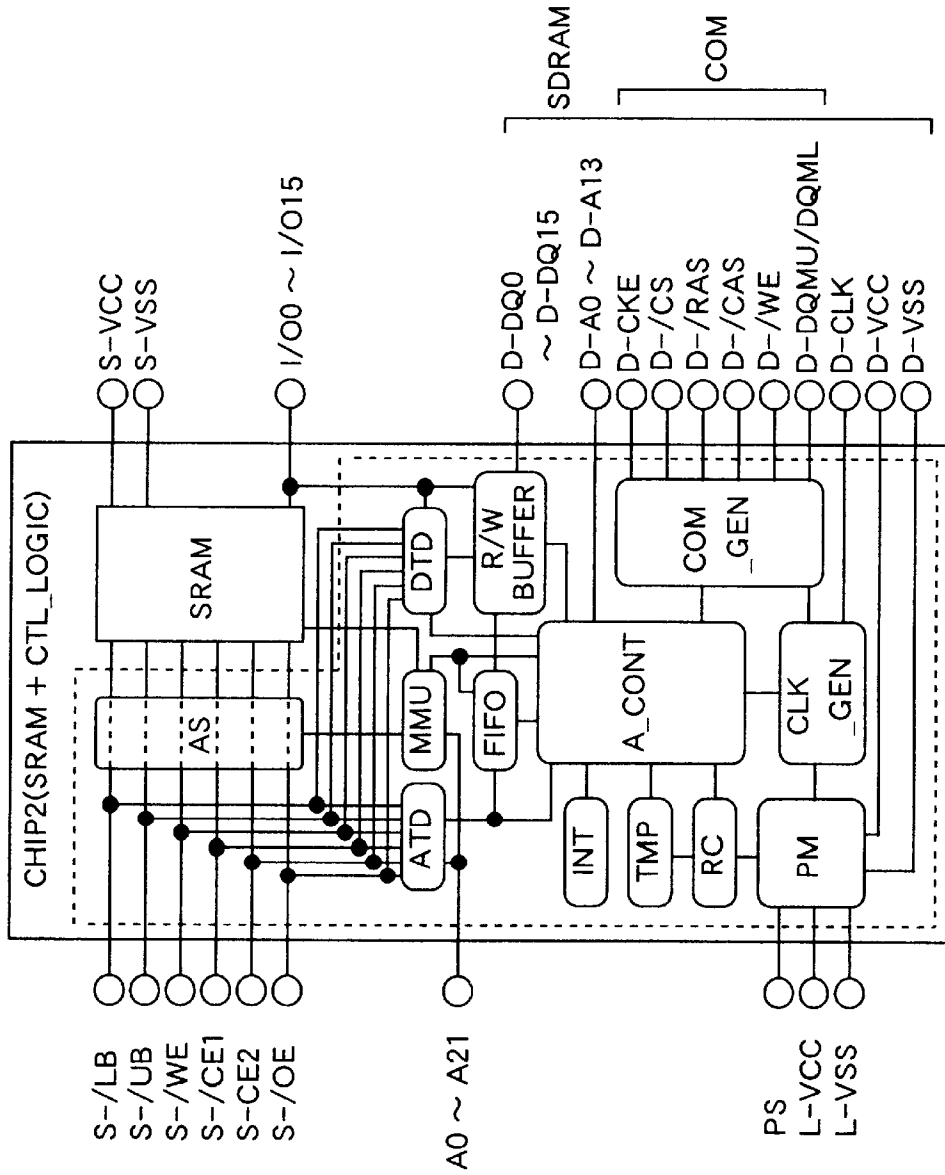 CHIP2(SRAM + CTL_LOGIC)
S-/LB
S-/UB
S-/WE
S-/CE1
S-CE2
S-/OE
A0 ~ A21
PS
L-VCC
L-VSS
AS
SRAM
ATD
MMU
DTD
FIFO
R/W
BUFFER
INT
TMP
RC
A_CONT
COM
_GEN
PM
CLK
_GEN
S-VCC
S-VSS
I/O0 ~ I/O15
D-DQ0
~ D-DQ15
D-A0 ~ D-A13
D-CKE
D-/CS
D-/RAS
D-/CAS
D-/WE
D-DQMU/DQML
D-CLK
D-VCC
D-VSS
SDRAM
COM